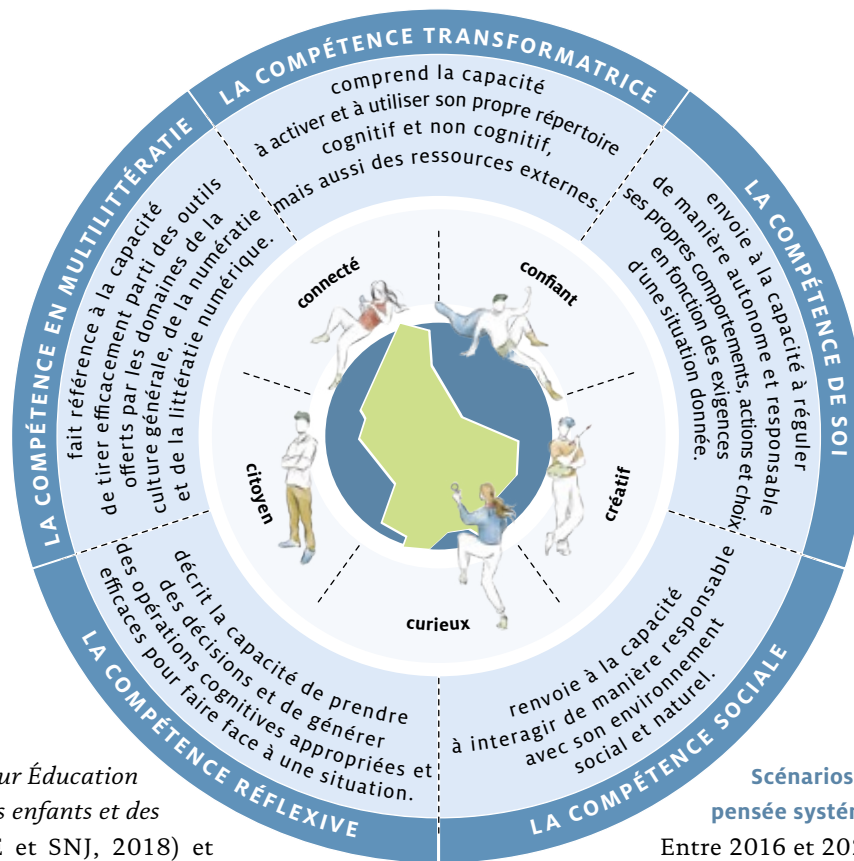 LA COMPÉTENCE TRANSFORMATRICE
comprend la capacité
à activer et à utiliser son propre répertoire
cognitif et non cognitif,
mais aussi des ressources externes.
LA COMPÉTENCE DE SOI
envoie à la capacité à réguler
de manière autonome et responsable
ses propres comportements, actions et choix
en fonction des exigences
d'une situation donnée.
LA COMPÉTENCE SOCIALE
renvoie à la capacité
à interagir de manière responsable
avec son environnement
social et naturel.
LA COMPÉTENCE RÉFLEXIVE
décrit la capacité de prendre
des décisions et de générer
des opérations cognitives appropriées et
efficaces pour faire face à une situation.
LA COMPÉTENCE EN MULTILITTÉRATIE
fait référence à la capacité
de tirer efficacement parti des outils
offerts par les domaines de la
culture générale, de la numératie
et de la littératie numérique.
connecté
confiant
créatif
curieux
citoyen
ur Éducation
s enfants et des
et SNJ, 2018) et
Scénarios
pensée systém
Entre 2016 et 20